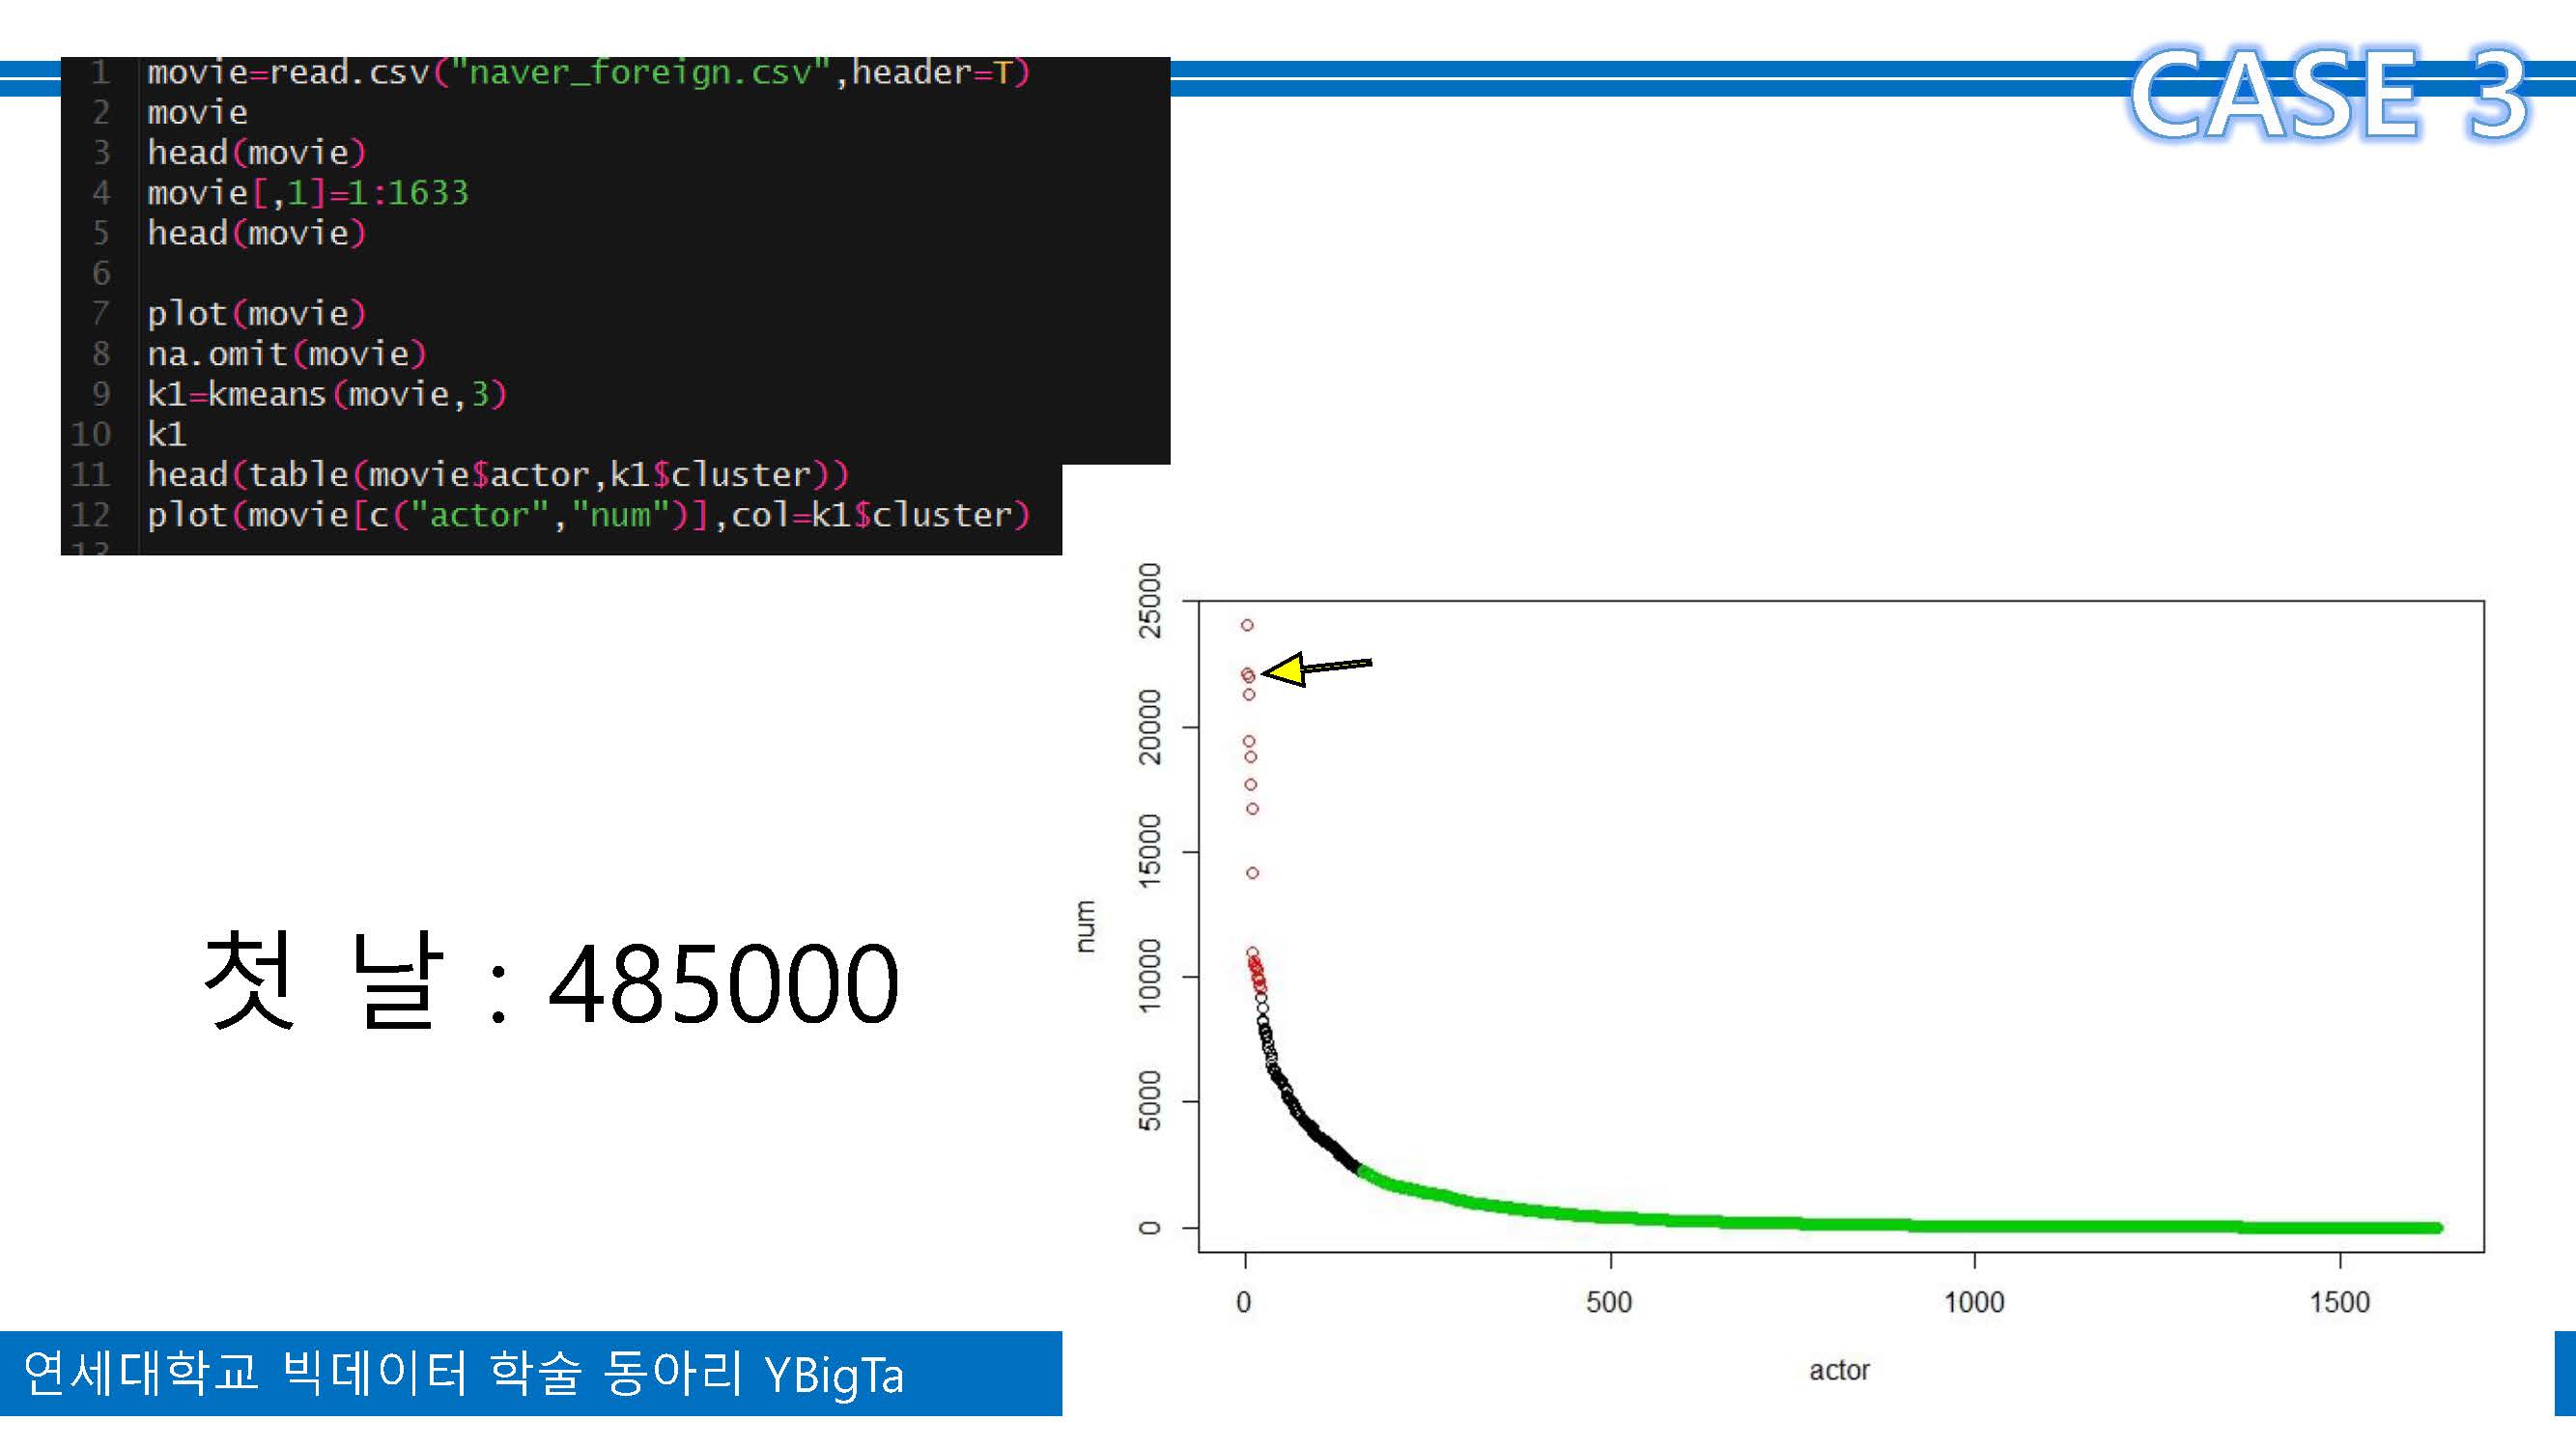 CASE 3
1 movie=read.csv("naver_foreign.csv",header=T)
2 movie
3 head(movie)
4 movie[,1]=1:1633
5 head(movie)
6
7 plot(movie)
8 na.omit(movie)
9 k1=kmeans(movie,3)
10 k1
11 head(table(movie$actor,k1$cluster))
12 plot(movie[c("actor","num")],col=k1$cluster)
13
첫 날 : 485000
25000
20000
15000
10000
5000
0
num
0 500 1000 1500
actor
연세대학교 빅데이터 학술 동아리 YBigTa